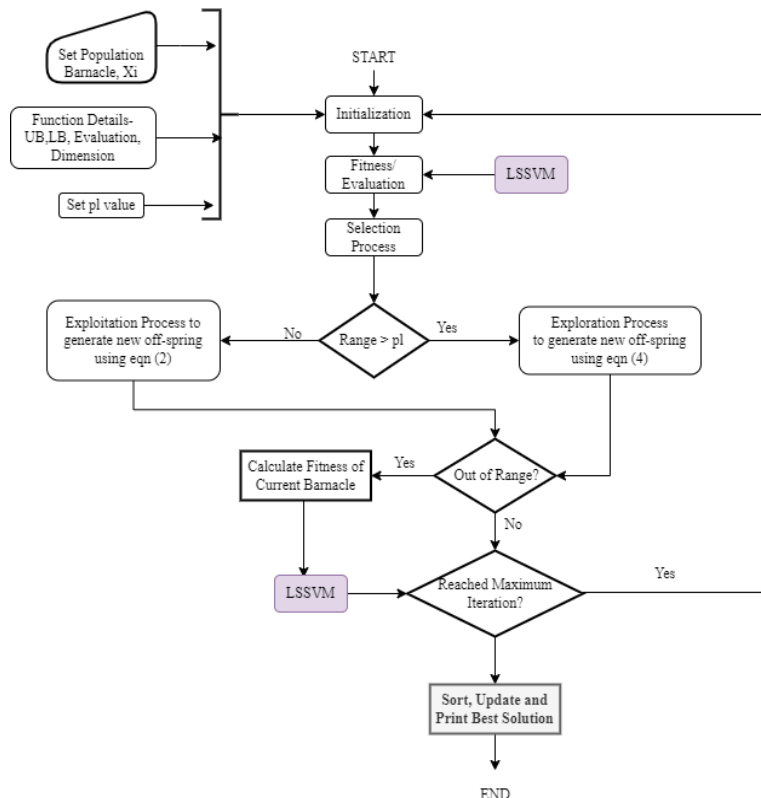 Set Population
Barnacle, Xi
START
Function Details-
UB,LB, Evaluation,
Dimension
Initialization
Set pl value
Fitness/
Evaluation
LSSVM
Selection
Process
Exploitation Process to
generate new off-spring
using eqn (2)
No
Range > pl
Yes
Exploration Process
to generate new off-spring
using eqn (4)
Calculate Fitness of
Current Barnacle
Yes
Out of Range?
No
LSSVM
Reached Maximum
Iteration?
Yes
Sort, Update and
Print Best Solution
END